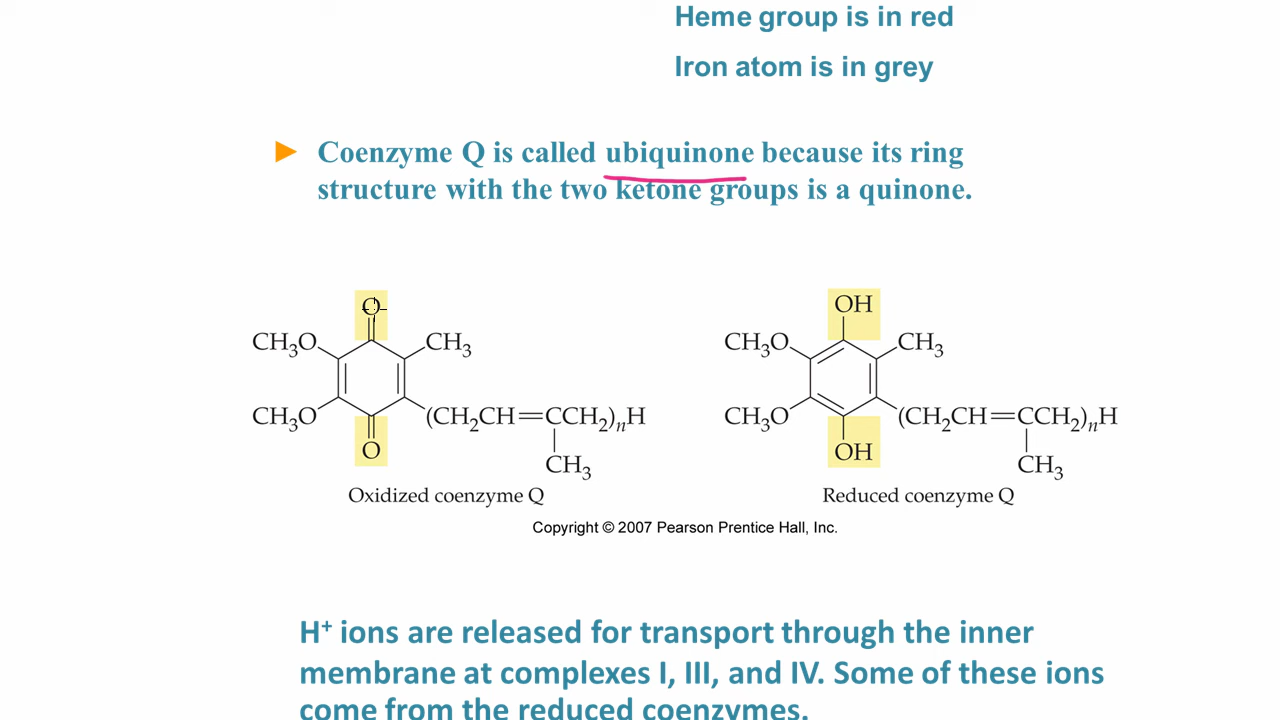 Heme group is in red
Iron atom is in grey
► Coenzyme Q is called ubiquinone because its ring
structure with the two ketone groups is a quinone.
O
CH₃O
CH₃
CH₃O
(CH₂CH=CCH₂)ₙH
O
CH₃
Oxidized coenzyme Q
OH
CH₃O
CH₃
CH₃O
(CH₂CH=CCH₂)ₙH
OH
CH₃
Reduced coenzyme Q
Copyright © 2007 Pearson Prentice Hall, Inc.
H⁺ ions are released for transport through the inner
membrane at complexes I, III, and IV. Some of these ions
come from the reduced coenzymes.